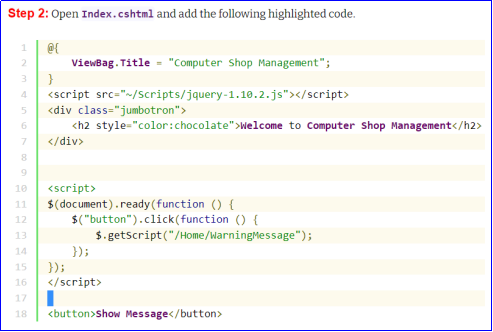 Step 2: Open Index.cshtml and add the following highlighted code.
1 @{
2 ViewBag.Title = "Computer Shop Management";
3 }
4 <script src="~/Scripts/jquery-1.10.2.js"></script>
5 <div class="jumbotron">
6 <h2 style="color:chocolate">Welcome to Computer Shop Management</h2>
7 </div>
8
9
10 <script>
11 $(document).ready(function () {
12 $("button").click(function () {
13 $.getScript("/Home/WarningMessage");
14 });
15 });
16 </script>
17
18 <button>Show Message</button>